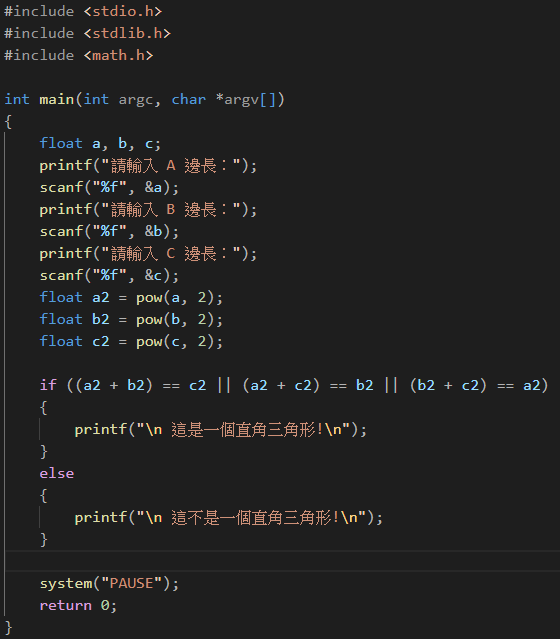 #include <stdio.h>
#include <stdlib.h>
#include <math.h>
int main(int argc, char *argv[])
{
float a, b, c;
printf("請輸入 A 邊長：");
scanf("%f", &a);
printf("請輸入 B 邊長：");
scanf("%f", &b);
printf("請輸入 C 邊長：");
scanf("%f", &c);
float a2 = pow(a, 2);
float b2 = pow(b, 2);
float c2 = pow(c, 2);
if ((a2 + b2) == c2 || (a2 + c2) == b2 || (b2 + c2) == a2)
{
printf("\n 這是一個直角三角形!\n");
}
else
{
printf("\n 這不是一個直角三角形!\n");
}
system("PAUSE");
return 0;
}